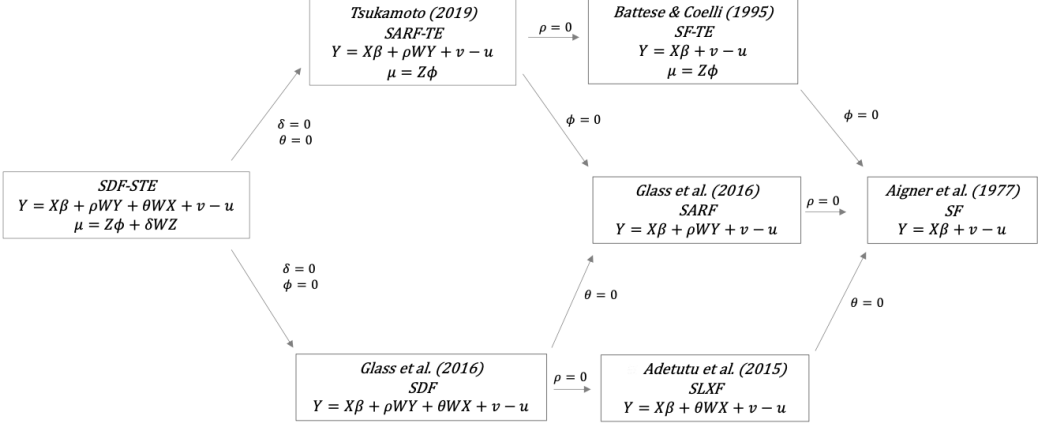 Tsukamoto (2019)
SARF-TE
Y = Xβ + ρWY + v − u
μ = Zϕ
ρ = 0
Battese & Coelli (1995)
SF-TE
Y = Xβ + v − u
μ = Zϕ
δ = 0
θ = 0
ϕ = 0
ϕ = 0
SDF-STE
Y = Xβ + ρWY + θWX + v − u
μ = Zϕ + δWZ
Glass et al. (2016)
SARF
Y = Xβ + ρWY + v − u
ρ = 0
Aigner et al. (1977)
SF
Y = Xβ + v − u
δ = 0
ϕ = 0
θ = 0
θ = 0
Glass et al. (2016)
SDF
Y = Xβ + ρWY + θWX + v − u
ρ = 0
Adetutu et al. (2015)
SLXF
Y = Xβ + θWX + v − u